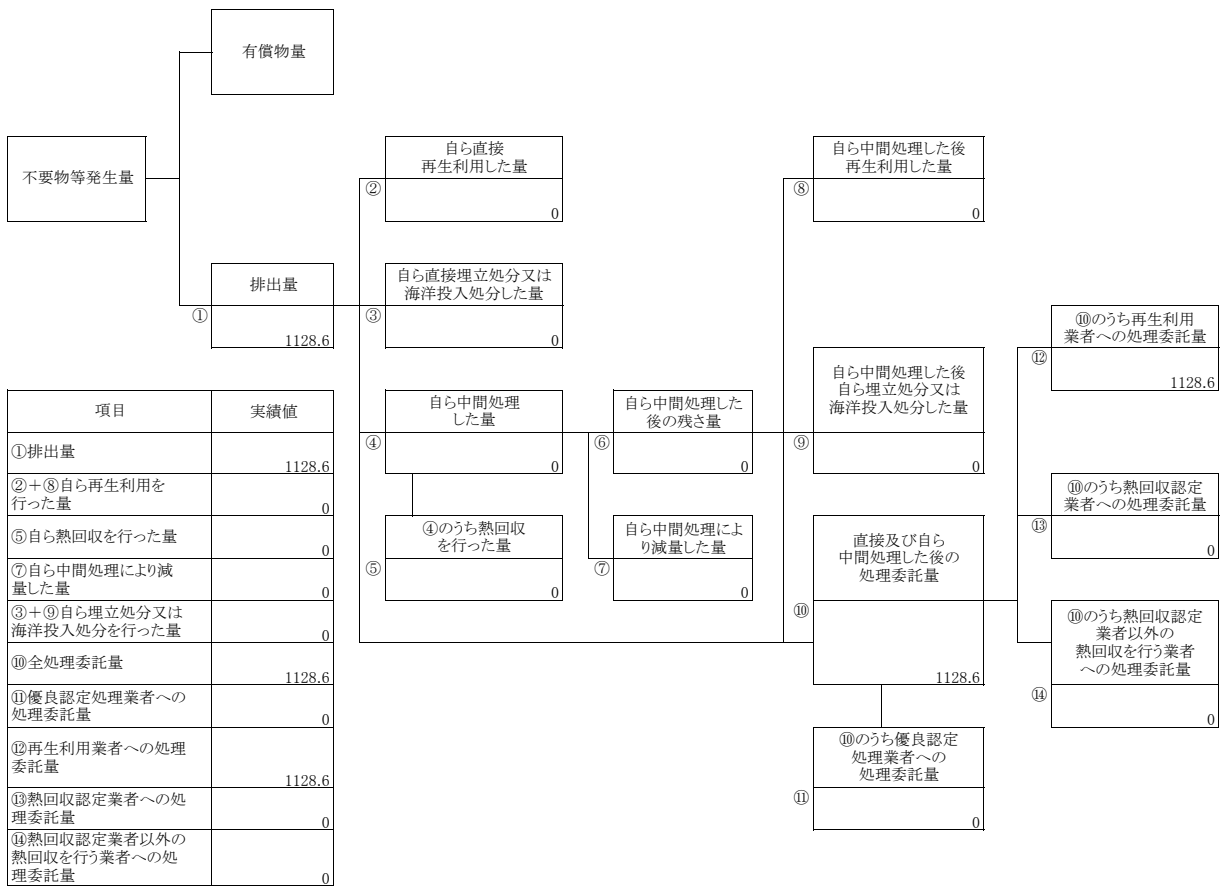 有償物量
不要物等発生量
自ら直接
再生利用した量
②
0
自ら中間処理した後
再生利用した量
⑧
0
排出量
①
1128.6
自ら直接埋立処分又は
海洋投入処分した量
③
0
⑩のうち再生利用
業者への処理委託量
⑫
1128.6
自ら中間処理
した量
④
0
自ら中間処理した
後の残さ量
⑥
0
自ら中間処理した後
自ら埋立処分又は
海洋投入処分した量
⑨
0
⑩のうち熱回収認定
業者への処理委託量
⑬
0
④のうち熱回収
を行った量
⑤
0
自ら中間処理によ
り減量した量
⑦
0
直接及び自ら
中間処理した後の
処理委託量
⑩
1128.6
⑩のうち熱回収認定
業者以外の
熱回収を行う業者
への処理委託量
⑭
0
⑩のうち優良認定
処理業者への
処理委託量
⑪
0
項目 実績値
①排出量
1128.6
②+⑧自ら再生利用を
行った量
0
⑤自ら熱回収を行った量
0
⑦自ら中間処理により減
量した量
0
③+⑨自ら埋立処分又は
海洋投入処分を行った量
0
⑩全処理委託量
1128.6
⑪優良認定処理業者への
処理委託量
0
⑫再生利用業者への処理
委託量
1128.6
⑬熱回収認定業者への処
理委託量
0
⑭熱回収認定業者以外の
熱回収を行う業者への処
理委託量
0